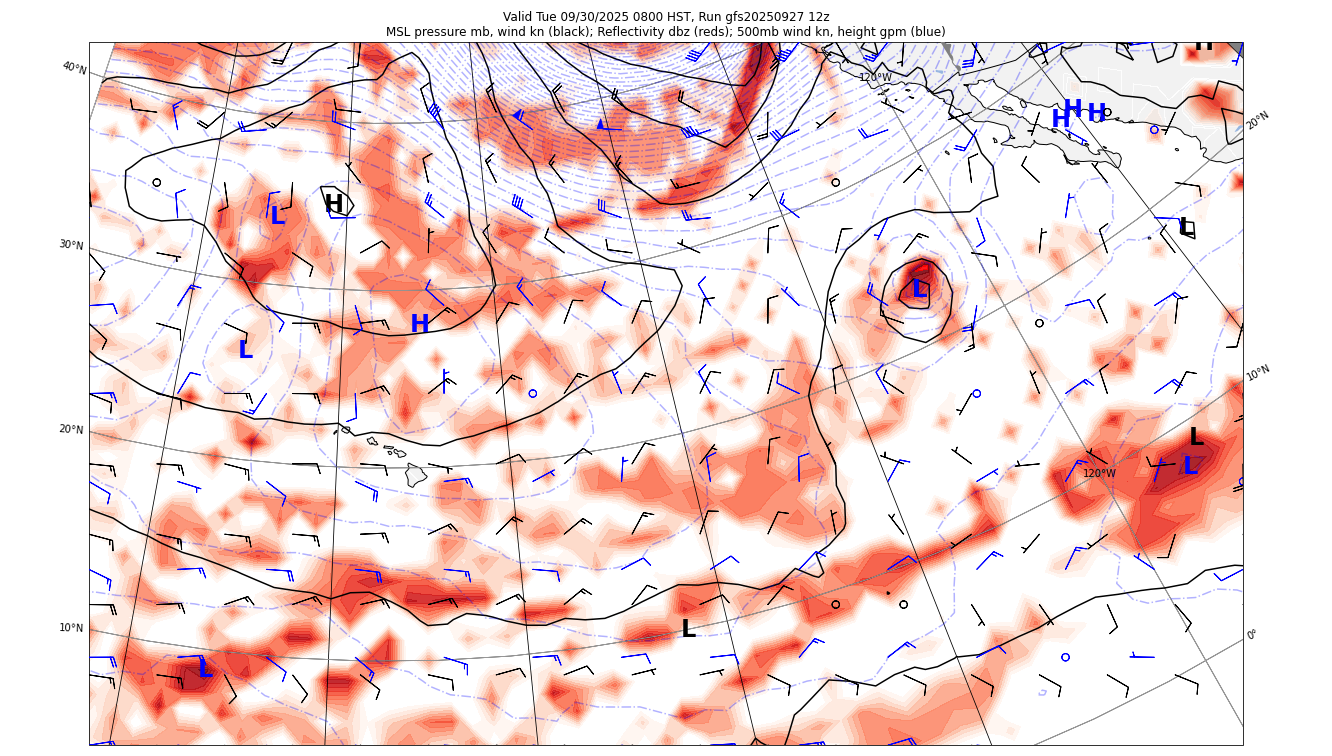 Valid Tue 09/30/2025 0800 HST, Run gfs20250927 12z
MSL pressure mb, wind kn (black); Reflectivity dbz (reds); 500mb wind kn, height gpm (blue)
H
40°N
120°W
H H
H
20°N
L
H
L
30°N
L
H
L
10°N
20°N
L
L
120°W
10°N
L
0°
L